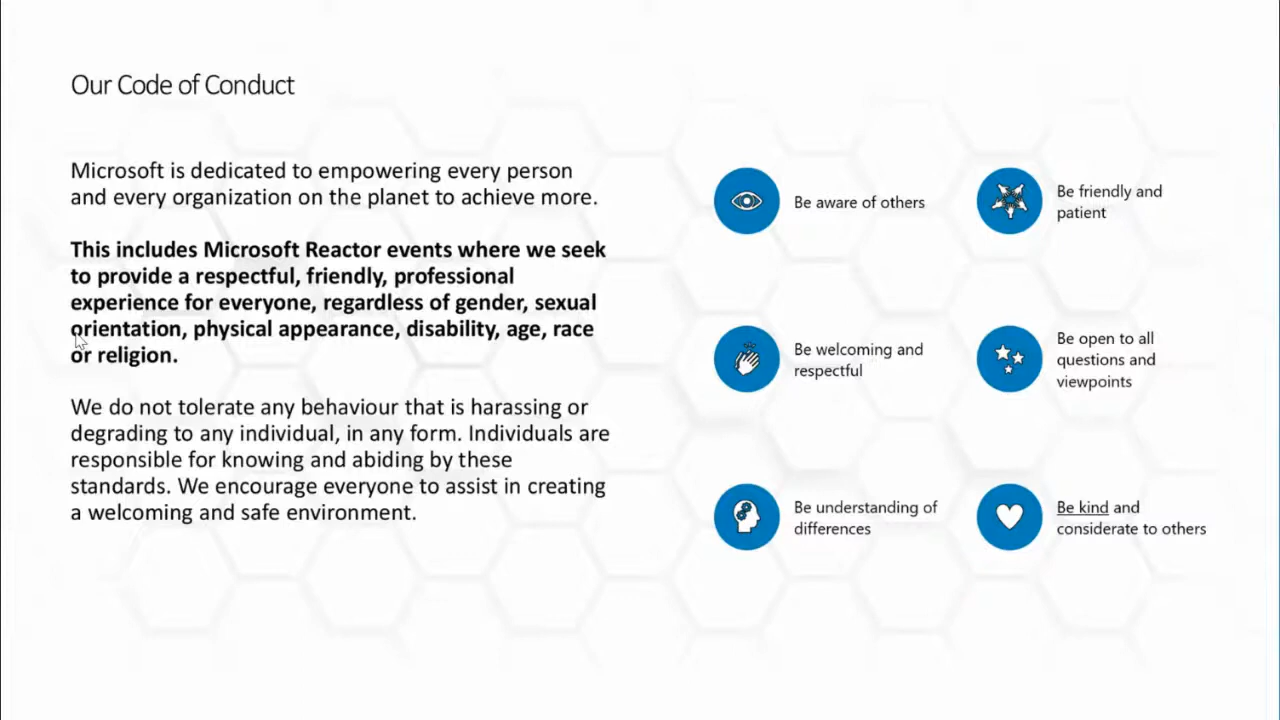 Our Code of Conduct
Microsoft is dedicated to empowering every person
and every organization on the planet to achieve more.
This includes Microsoft Reactor events where we seek
to provide a respectful, friendly, professional
experience for everyone, regardless of gender, sexual
orientation, physical appearance, disability, age, race
or religion.
We do not tolerate any behaviour that is harassing or
degrading to any individual, in any form. Individuals are
responsible for knowing and abiding by these
standards. We encourage everyone to assist in creating
a welcoming and safe environment.
Be aware of others
Be friendly and
patient
Be welcoming and
respectful
Be open to all
questions and
viewpoints
Be understanding of
differences
Be kind and
considerate to others